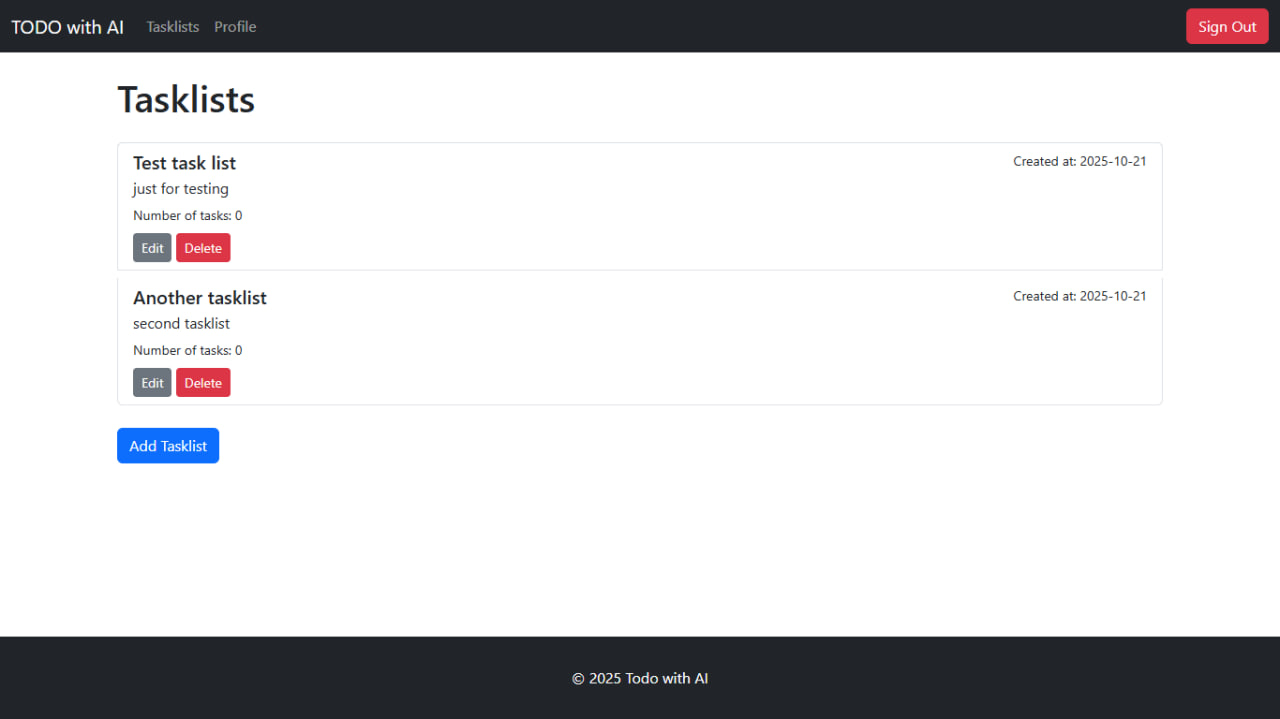 TODO with AI Tasklists Profile Sign Out
Tasklists
Test task list Created at: 2025-10-21
just for testing
Number of tasks: 0
Edit Delete
Another tasklist Created at: 2025-10-21
second tasklist
Number of tasks: 0
Edit Delete
Add Tasklist
© 2025 Todo with AI